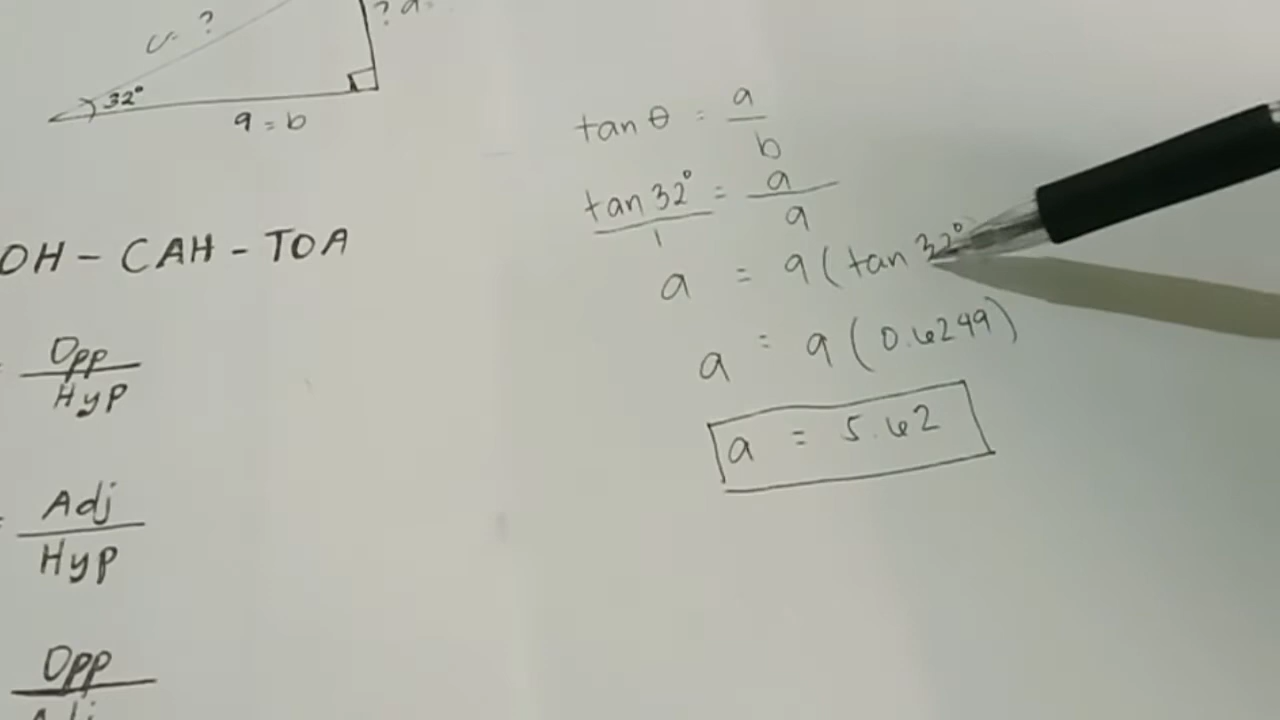 c = ?
? a =
32°
9 = b
OH - CAH - TOA
Opp
Hyp
Adj
Hyp
Opp
Adj
tan θ = a
b
tan 32° = a
1 9
a = 9 (tan 32°
a = 9 (0.6249)
a = 5.62